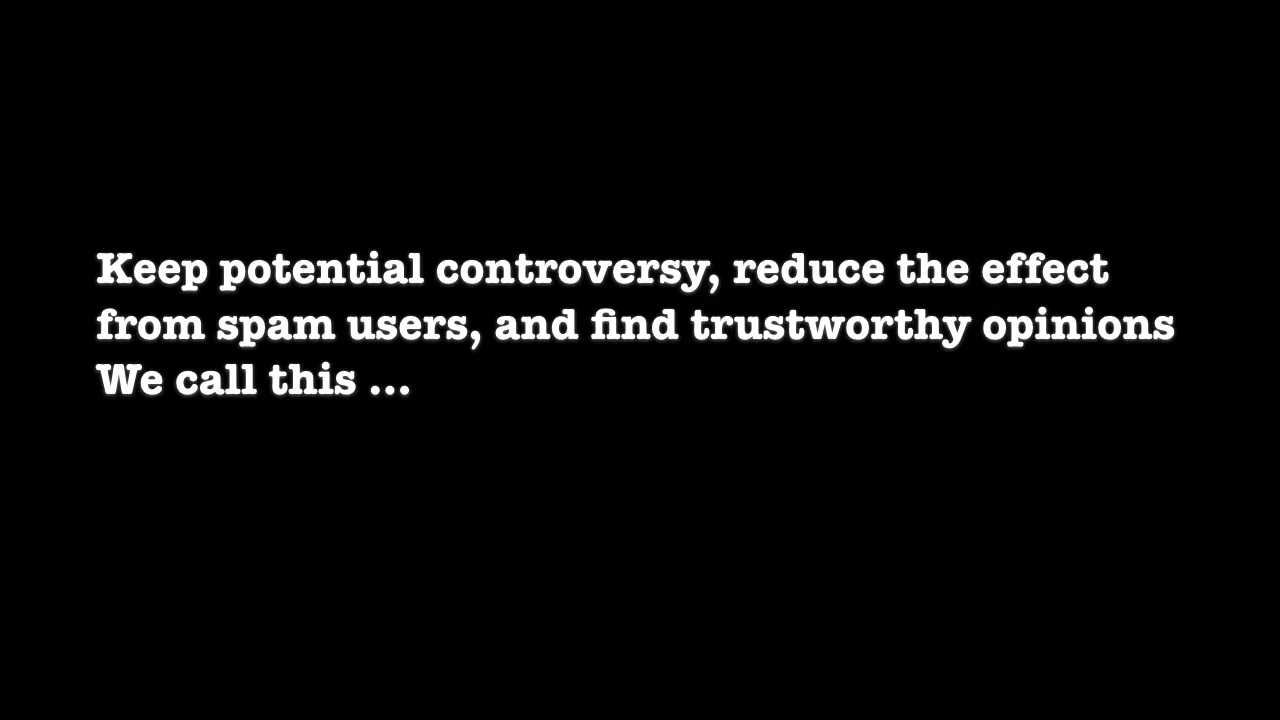 Keep potential controversy, reduce the effect
from spam users, and find trustworthy opinions
We call this ...